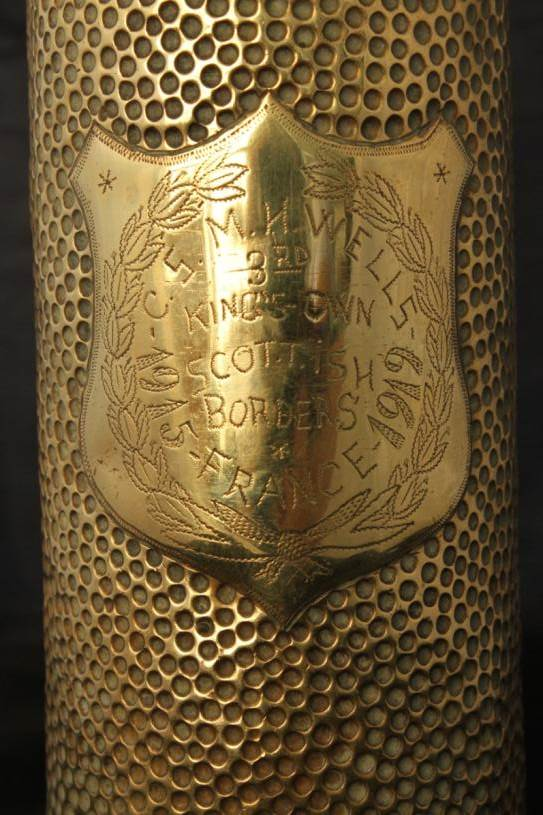 C.S.M.H.WELLS-
3RD
KING'S-OWN
SCOTTISH
BORDERS
*
1915-FRANCE-1919